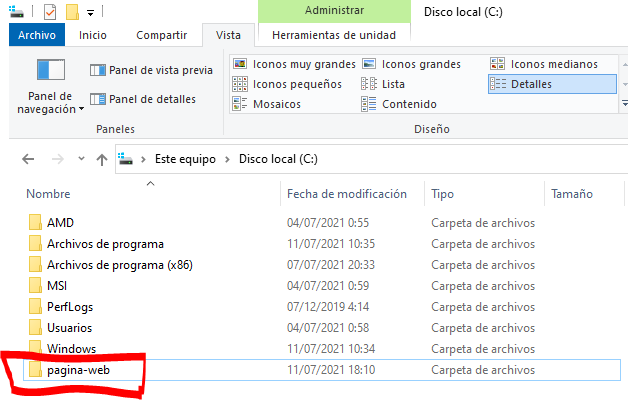 Administrar
Disco local (C:)
Archivo Inicio Compartir Vista Herramientas de unidad
Panel de navegación
Panel de vista previa
Panel de detalles
Paneles
Iconos muy grandes Iconos grandes Iconos medianos
Iconos pequeños Lista Detalles
Mosaicos Contenido
Diseño
Este equipo Disco local (C:)
Nombre Fecha de modificación Tipo Tamaño
AMD 04/07/2021 0:55 Carpeta de archivos
Archivos de programa 11/07/2021 10:35 Carpeta de archivos
Archivos de programa (x86) 07/07/2021 20:33 Carpeta de archivos
MSI 04/07/2021 0:59 Carpeta de archivos
PerfLogs 07/12/2019 4:14 Carpeta de archivos
Usuarios 04/07/2021 0:58 Carpeta de archivos
Windows 11/07/2021 10:34 Carpeta de archivos
pagina-web 11/07/2021 18:10 Carpeta de archivos